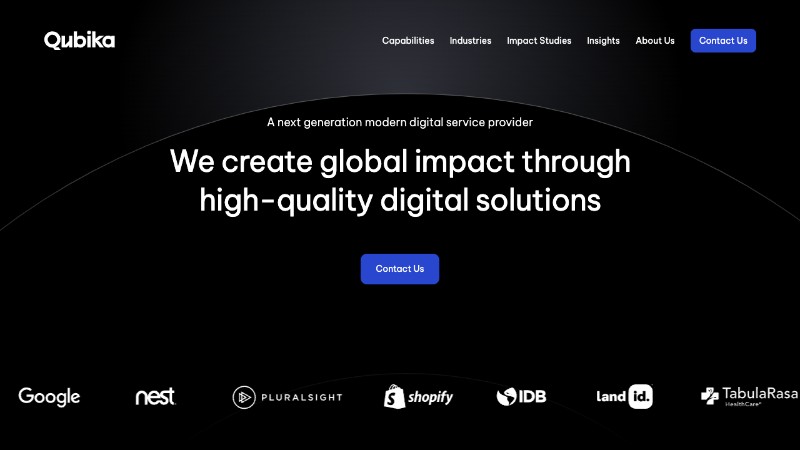 Qubika
Capabilities Industries Impact Studies Insights About Us Contact Us
A next generation modern digital service provider
We create global impact through
high-quality digital solutions
Contact Us
Google nest PLURALSIGHT shopify IDB land id. TabulaRasa
HealthCare